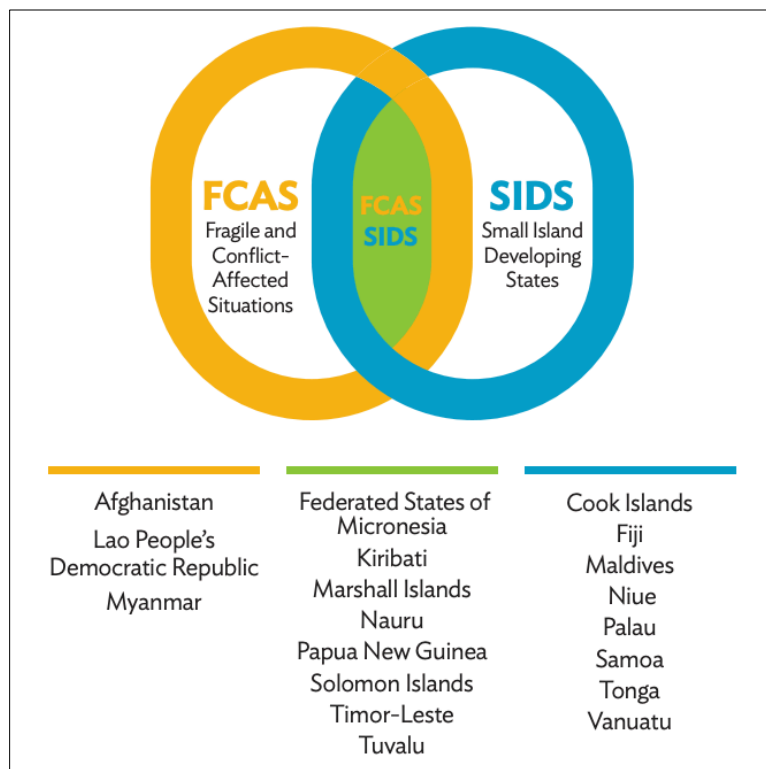 FCAS
Fragile and
Conflict-
Affected
Situations
FCAS
SIDS
SIDS
Small Island
Developing
States
Afghanistan
Lao People’s
Democratic Republic
Myanmar
Federated States of
Micronesia
Kiribati
Marshall Islands
Nauru
Papua New Guinea
Solomon Islands
Timor-Leste
Tuvalu
Cook Islands
Fiji
Maldives
Niue
Palau
Samoa
Tonga
Vanuatu